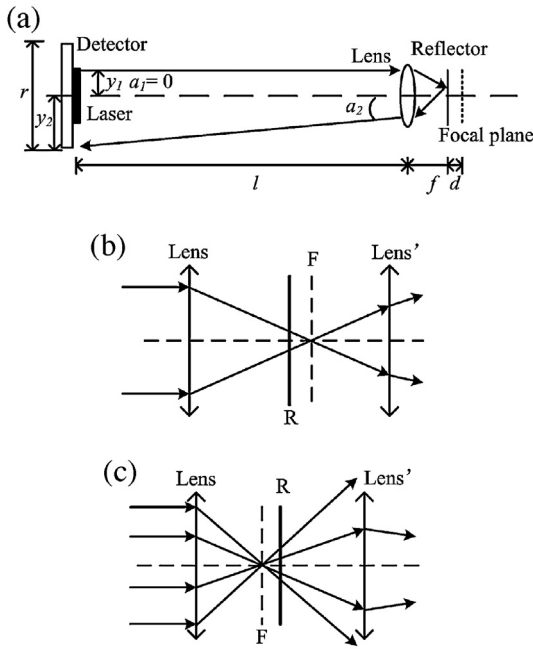 (a)
Detector
Lens
Reflector
r
y₁ a₁= 0
y₂
Laser
a₂
Focal plane
l
f
d
(b)
Lens
F
Lens’
R
(c)
Lens
R
Lens’
F